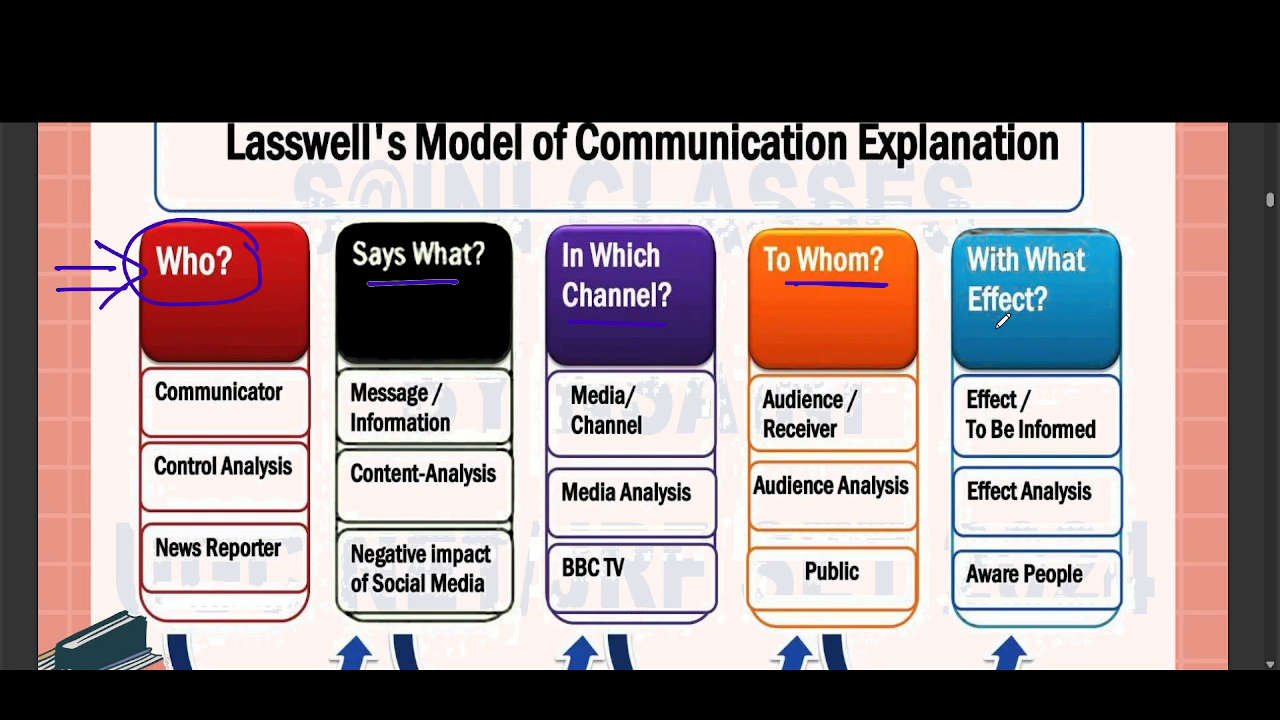 Lasswell's Model of Communication Explanation
S@INI CLASSES
Who?
Communicator
Control Analysis
News Reporter
Says What?
Message /
Information
Content-Analysis
Negative impact
of Social Media
In Which
Channel?
Media/
Channel
Media Analysis
BBC TV
To Whom?
Audience /
Receiver
Audience Analysis
Public
With What
Effect?
Effect /
To Be Informed
Effect Analysis
Aware People